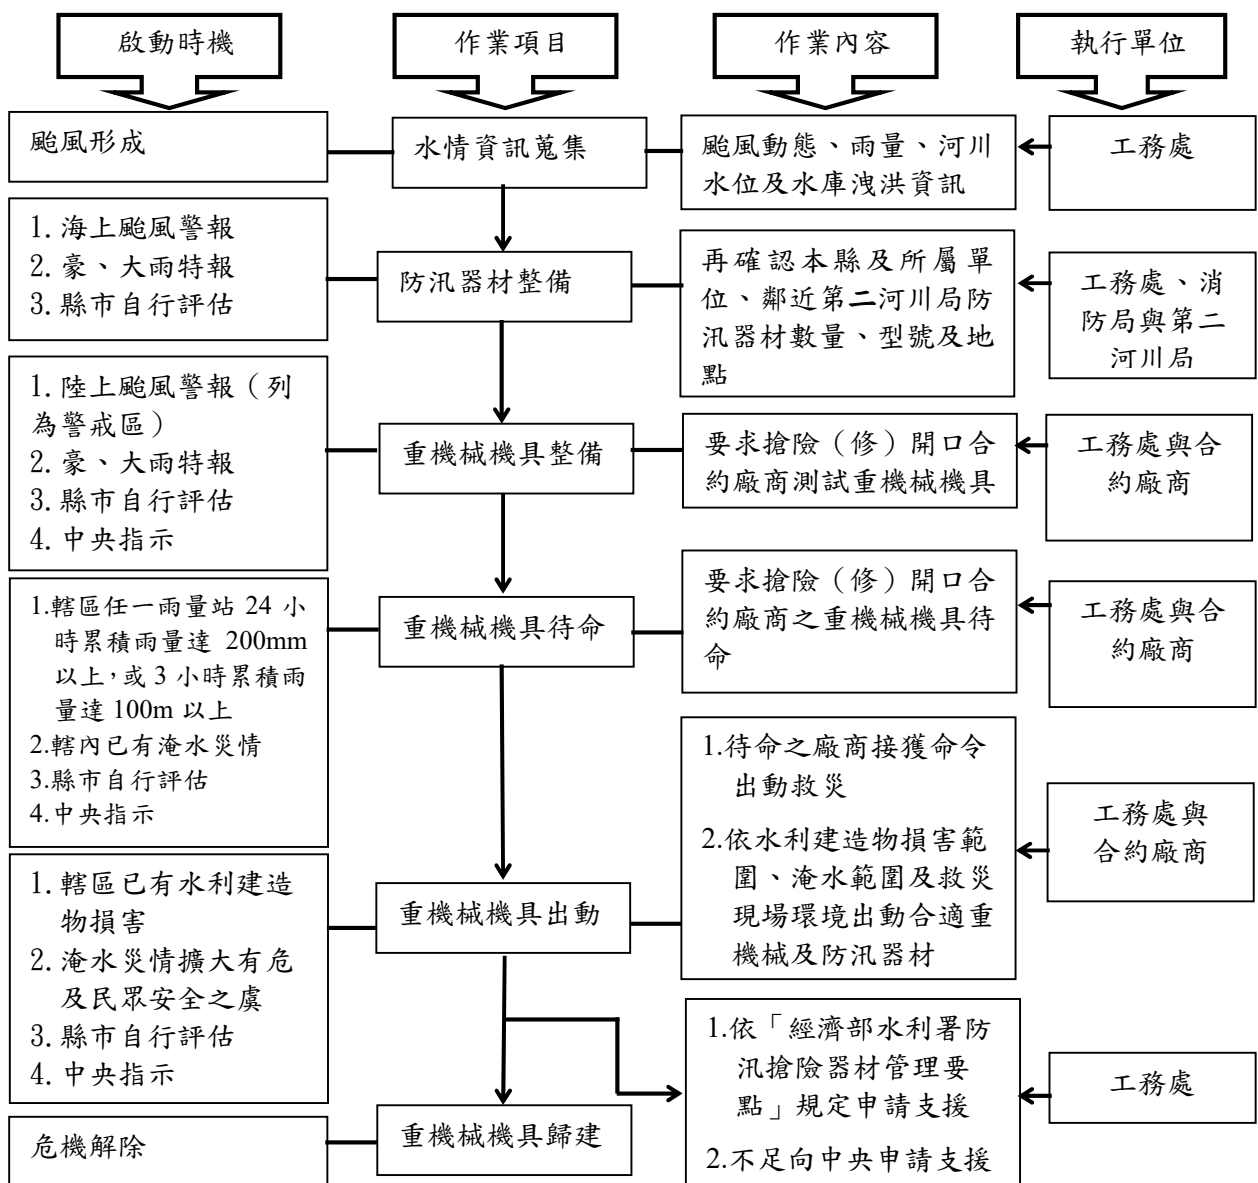 啟動時機
作業項目
作業內容
執行單位
颱風形成
水情資訊蒐集
颱風動態、雨量、河川
水位及水庫洩洪資訊
工務處
1. 海上颱風警報
2. 豪、大雨特報
3. 縣市自行評估
防汛器材整備
再確認本縣及所屬單
位、鄰近第二河川局防
汛器材數量、型號及地
點
工務處、消
防局與第二
河川局
1. 陸上颱風警報（列
為警戒區）
2. 豪、大雨特報
3. 縣市自行評估
4. 中央指示
重機械機具整備
要求搶險（修）開口合
約廠商測試重機械機具
工務處與合
約廠商
1.轄區任一雨量站 24 小
時累積雨量達 200mm
以上，或 3 小時累積雨
量達 100m 以上
2.轄內已有淹水災情
3.縣市自行評估
4.中央指示
重機械機具待命
要求搶險（修）開口合
約廠商之重機械機具待
命
工務處與合
約廠商
1. 轄區已有水利建造
物損害
2. 淹水災情擴大有危
及民眾安全之虞
3. 縣市自行評估
4. 中央指示
重機械機具出動
1.待命之廠商接獲命令
出動救災
2.依水利建造物損害範
圍、淹水範圍及救災
現場環境出動合適重
機械及防汛器材
工務處與
合約廠商
1.依「經濟部水利署防
汛搶險器材管理要
點」規定申請支援
2.不足向中央申請支援
工務處
危機解除
重機械機具歸建